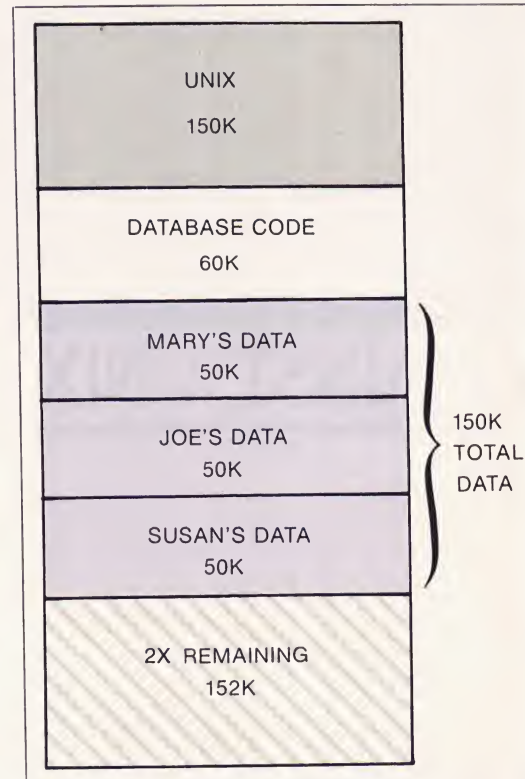 UNIX
150K
DATABASE CODE
60K
MARY'S DATA
50K
JOE'S DATA
50K
SUSAN'S DATA
50K
150K
TOTAL
DATA
2X REMAINING
152K